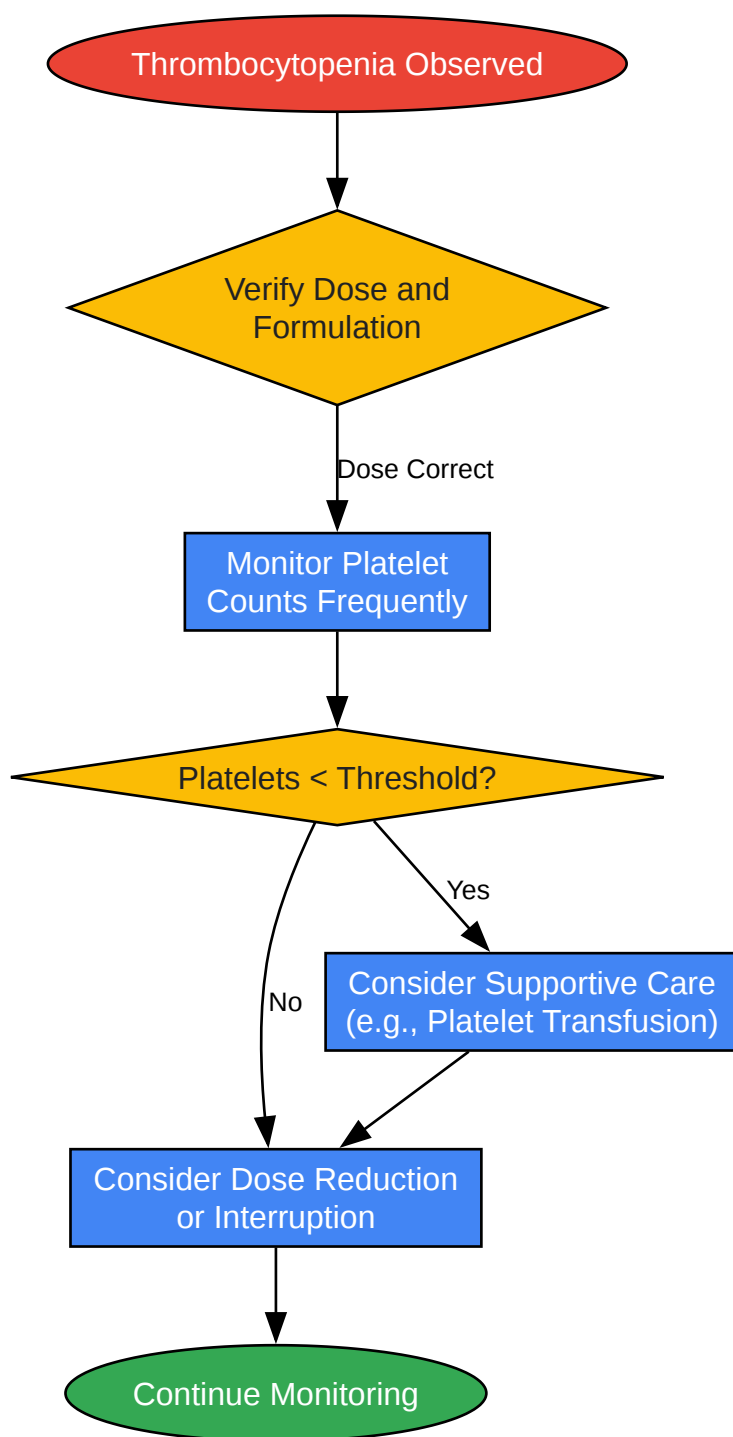 Thrombocytopenia Observed
Verify Dose and
Formulation
Dose Correct
Monitor Platelet
Counts Frequently
Platelets < Threshold?
Yes
Consider Supportive Care
(e.g., Platelet Transfusion)
No
Consider Dose Reduction
or Interruption
Continue Monitoring